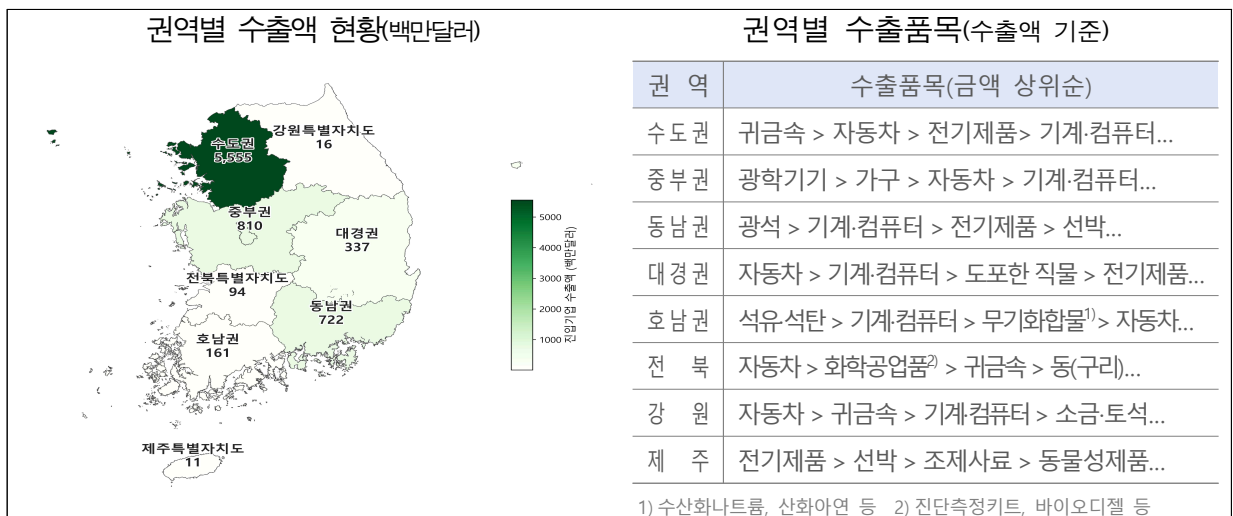 권역별 수출액 현황(백만달러)
강원특별자치도
16
수도권
5,555
중부권
810
대경권
337
전북특별자치도
94
동남권
722
호남권
161
제주특별자치도
11
5000
4000
3000
2000
1000
진입기업 수출액 (백만달러)
권역별 수출품목(수출액 기준)
권 역 수출품목(금액 상위순)
수도권 귀금속 > 자동차 > 전기제품> 기계·컴퓨터...
중부권 광학기기 > 가구 > 자동차 > 기계·컴퓨터...
동남권 광석 > 기계·컴퓨터 > 전기제품 > 선박...
대경권 자동차 > 기계·컴퓨터 > 도포한 직물 > 전기제품...
호남권 석유·석탄 > 기계·컴퓨터 > 무기화합물1)> 자동차...
전 북 자동차 > 화학공업품2) > 귀금속 > 동(구리)...
강 원 자동차 > 귀금속 > 기계·컴퓨터 > 소금·토석...
제 주 전기제품 > 선박 > 조제사료 > 동물성제품...
1) 수산화나트륨, 산화아연 등 2) 진단측정키트, 바이오디젤 등